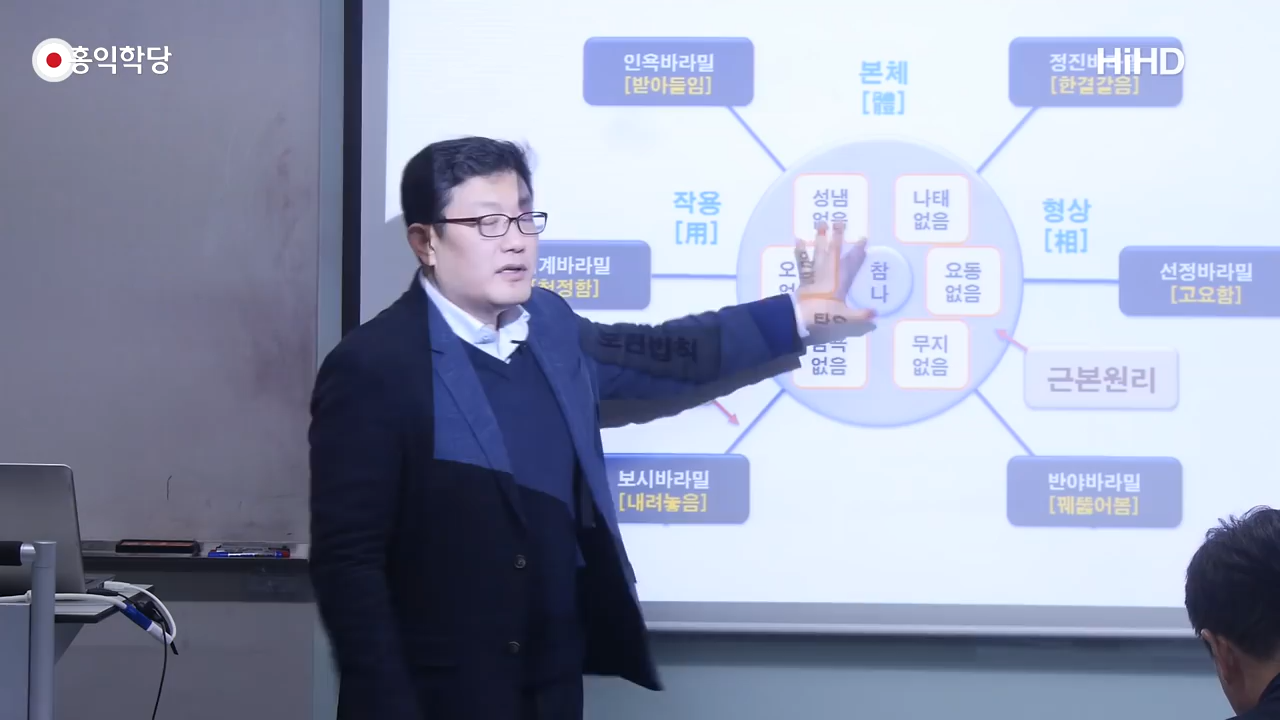 홍익학당
HiHD
인욕바라밀
[받아들임]
본체
[體]
[한결같음]
작용
[用]
형상
[相]
성냄
없음
나태
없음
계바라밀
참
나
요동
없음
선정바라밀
[고요함]
없음
무지
없음
근본원리
보시바라밀
[내려놓음]
반야바라밀
[꿰뚫어봄]